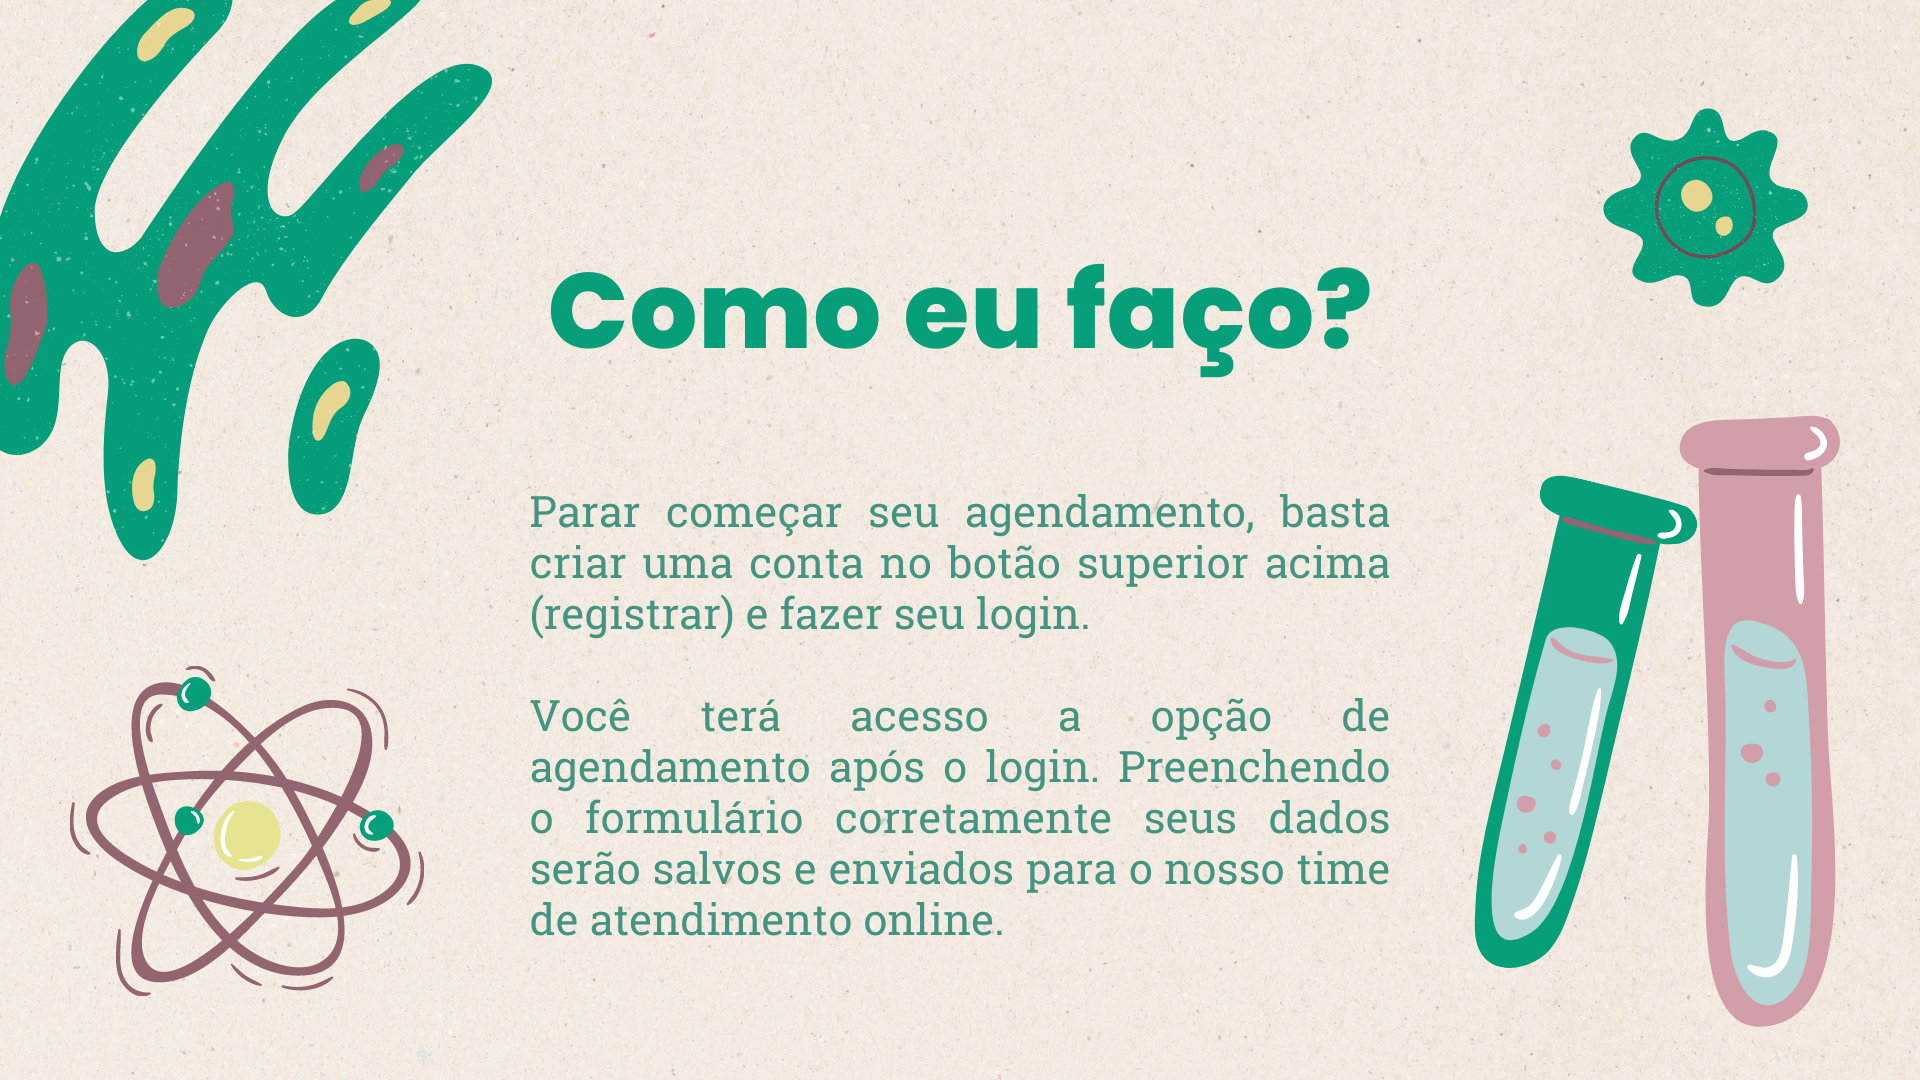 Como eu faço?
Parar começar seu agendamento, basta
criar uma conta no botão superior acima
(registrar) e fazer seu login.
Você terá acesso a opção de
agendamento após o login. Preenchendo
o formulário corretamente seus dados
serão salvos e enviados para o nosso time
de atendimento online.